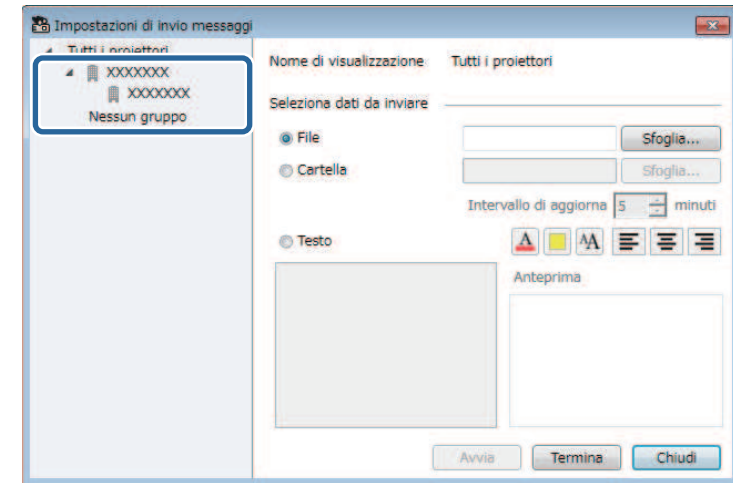 Impostazioni di invio messaggi
Tutti i proiettori
XXXXXXX
XXXXXXX
Nessun gruppo
Nome di visualizzazione Tutti i proiettori
Seleziona dati da inviare
File Sfoglia...
Cartella Sfoglia...
Intervallo di aggiorna 5 minuti
Testo A AA
Anteprima
Avvia Termina Chiudi